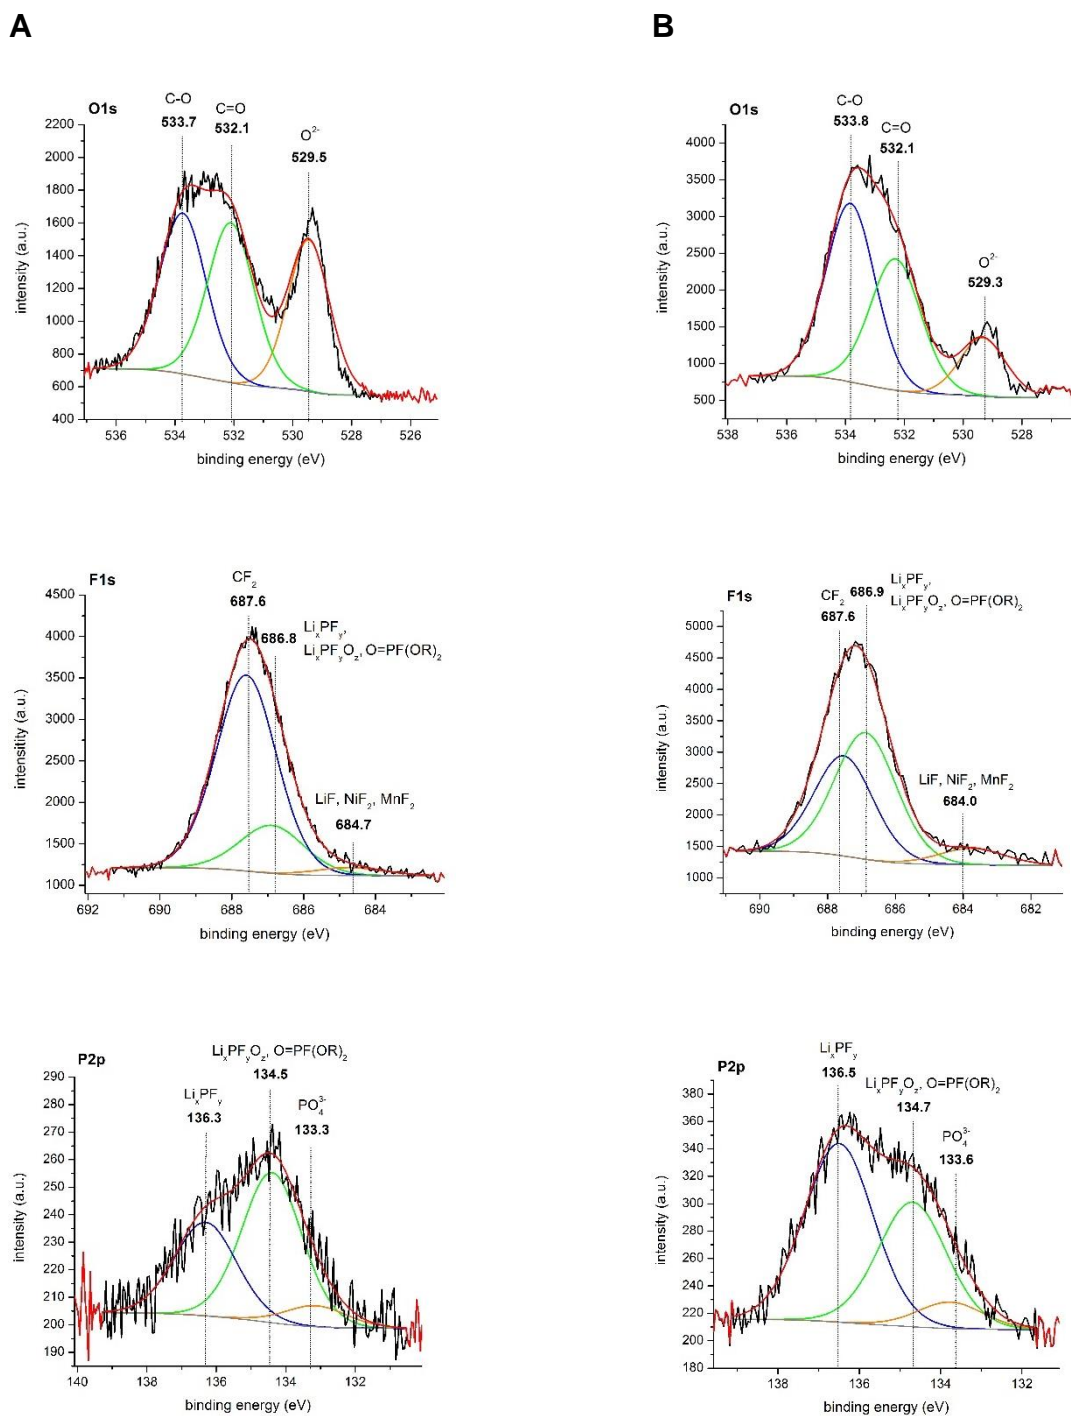 A
B
O1s
C-O
533.7
C=O
532.1
O²⁻
529.5
2200
2000
1800
1600
1400
1200
1000
800
600
400
intensity (a.u.)
536 534 532 530 528 526
binding energy (eV)
O1s
C-O
533.8
C=O
532.1
O²⁻
529.3
4000
3500
3000
2500
2000
1500
1000
500
intensity (a.u.)
538 536 534 532 530 528
binding energy (eV)
F1s
CF₂
687.6
686.8
LiₓPFᵧ,
LiₓPFᵧO_z, O=PF(OR)₂
LiF, NiF₂, MnF₂
684.7
4500
4000
3500
3000
2500
2000
1500
1000
intensitity (a.u.)
692 690 688 686 684
binding energy (eV)
F1s
CF₂
687.6
686.9
LiₓPFᵧ,
LiₓPFᵧO_z, O=PF(OR)₂
LiF, NiF₂, MnF₂
684.0
5000
4500
4000
3500
3000
2500
2000
1500
1000
intensity (a.u.)
690 688 686 684 682
binding energy (eV)
P2p
LiₓPFᵧO_z, O=PF(OR)₂
134.5
LiₓPFᵧ
136.3
PO₄³⁻
133.3
290
280
270
260
250
240
230
220
210
200
190
intensity (a.u.)
140 138 136 134 132
binding energy (eV)
P2p
LiₓPFᵧ
136.5
LiₓPFᵧO_z, O=PF(OR)₂
134.7
PO₄³⁻
133.6
380
360
340
320
300
280
260
240
220
200
180
intensity (a.u.)
138 136 134 132
binding energy (eV)